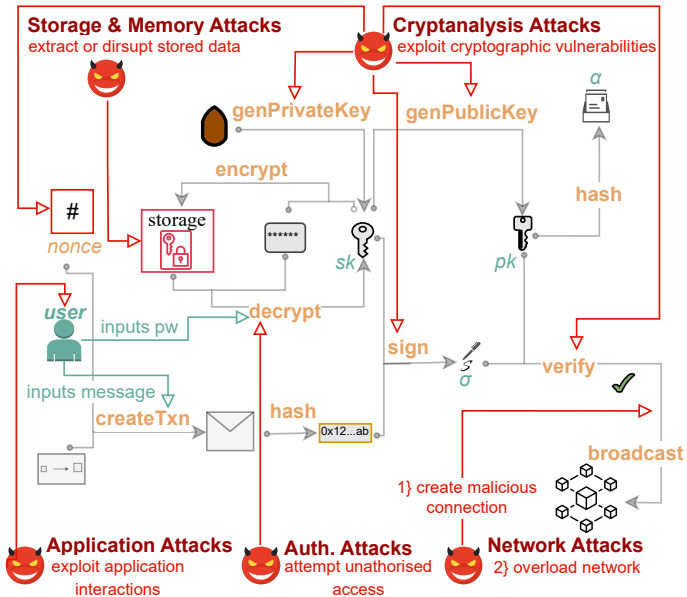 Storage & Memory Attacks
extract or dirsupt stored data
Cryptanalysis Attacks
exploit cryptographic vulnerabilities
α
genPrivateKey
genPublicKey
encrypt
hash
#
nonce
storage
******
sk
pk
user
inputs pw
decrypt
sign
σ
verify
inputs message
createTxn
hash
0x12...ab
broadcast
1} create malicious
connection
Application Attacks
exploit application
interactions
Auth. Attacks
attempt unathorised
access
Network Attacks
2} overload network